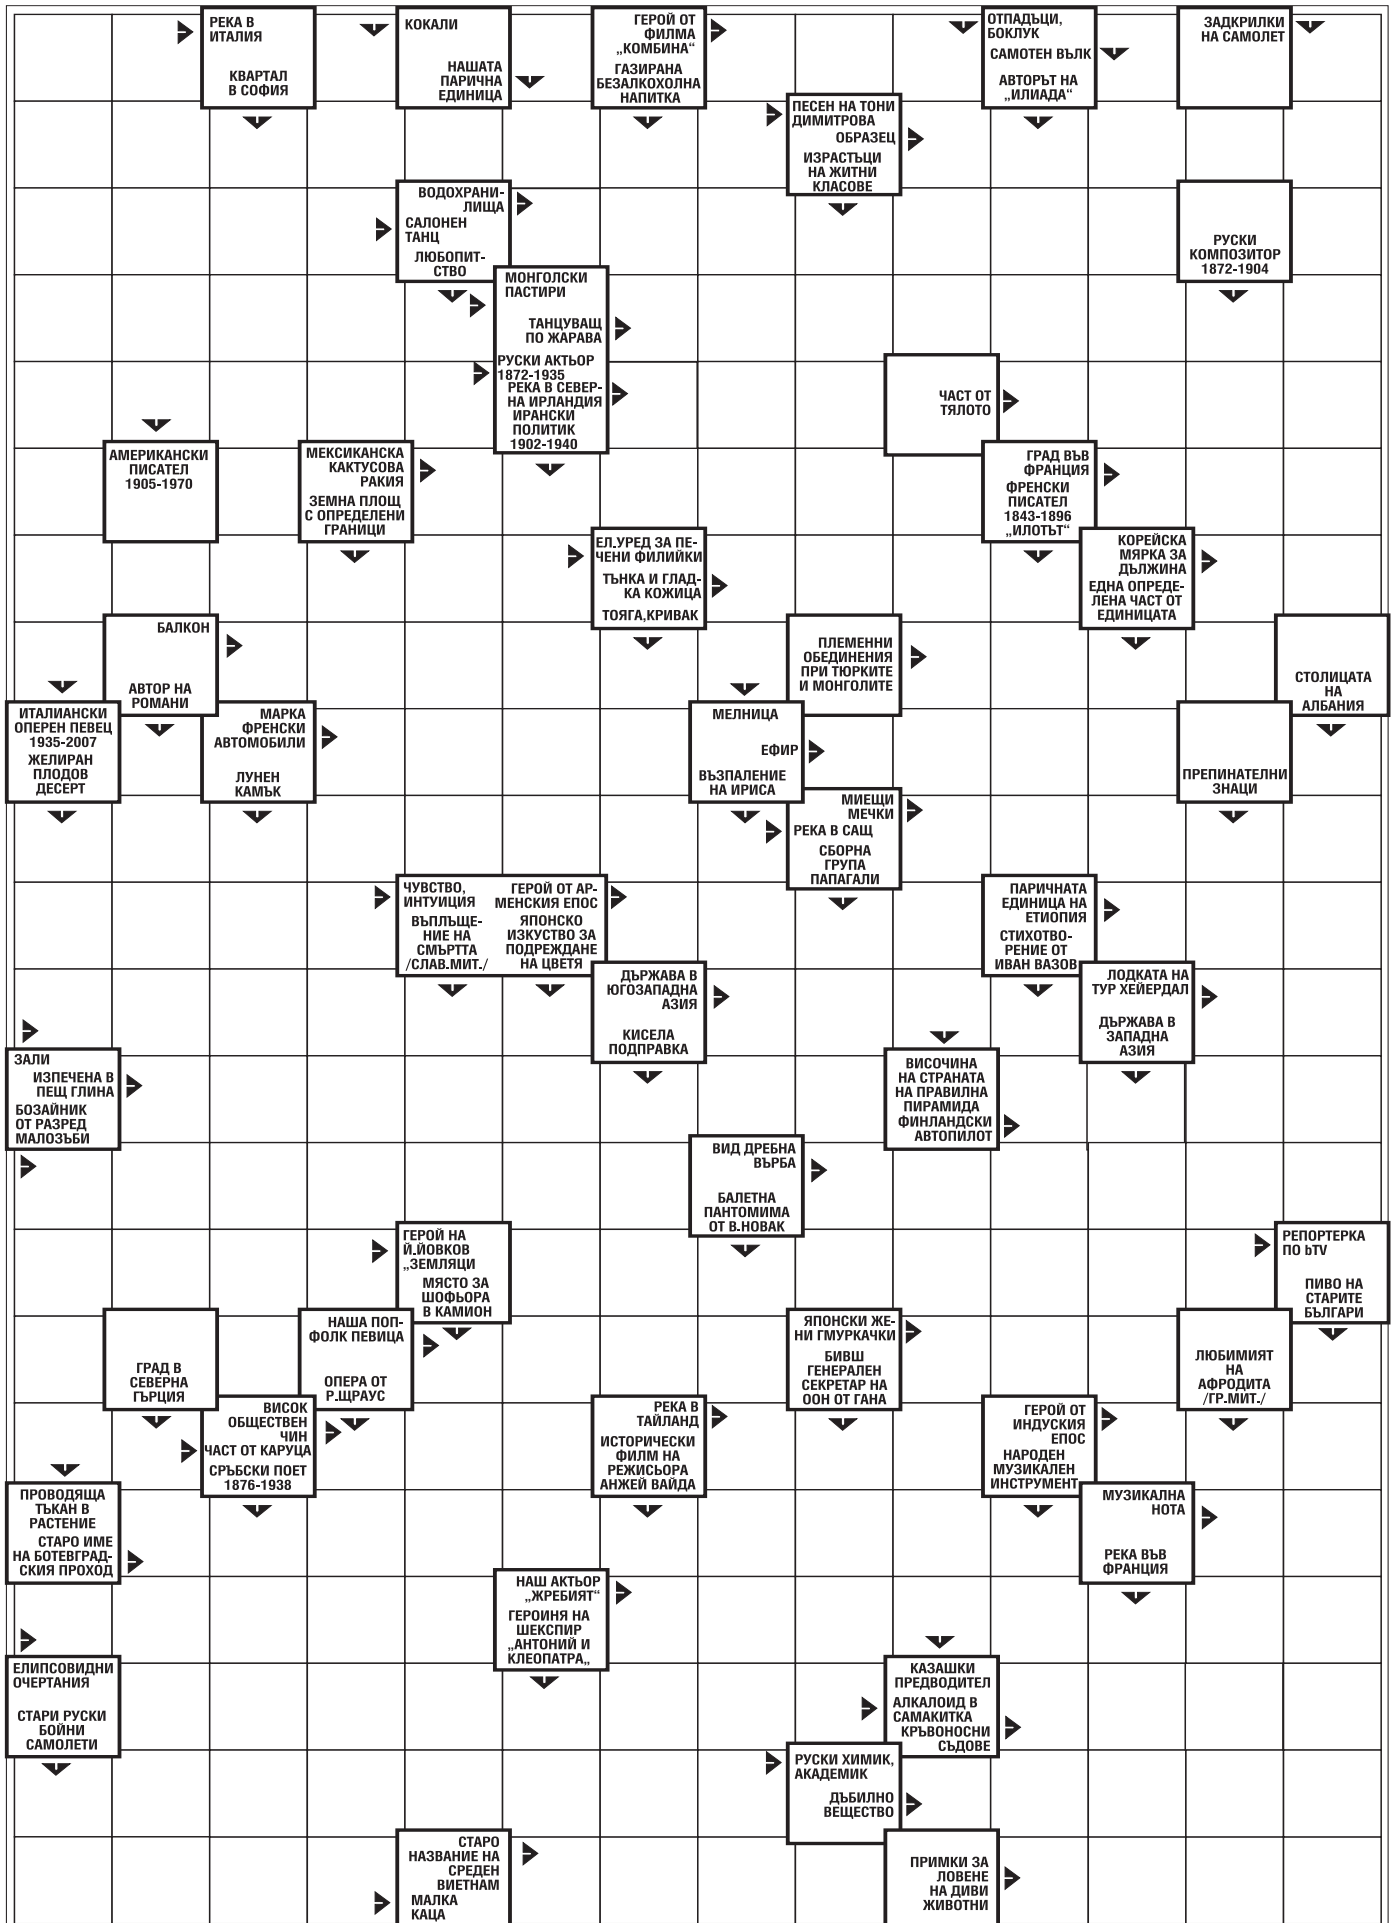 РЕКА В
ИТАЛИЯ
КВАРТАЛ
В СОФИЯ
КОКАЛИ
НАШАТА
ПАРИЧНА
ЕДИНИЦА
ГЕРОЙ ОТ
ФИЛМА
„КОМБИНА“
ГАЗИРАНА
БЕЗАЛКОХОЛНА
НАПИТКА
ОТПАДЪЦИ,
БОКЛУК
САМОТЕН ВЪЛК
АВТОРЪТ НА
„ИЛИАДА“
ЗАДКРИЛКИ
НА САМОЛЕТ
ПЕСЕН НА ТОНИ
ДИМИТРОВА
ОБРАЗЕЦ
ИЗРАСТЪЦИ
НА ЖИТНИ
КЛАСОВЕ
ВОДОХРАНИ-
ЛИЩА
САЛОНЕН
ТАНЦ
ЛЮБОПИТ-
СТВО
РУСКИ
КОМПОЗИТОР
1872-1904
МОНГОЛСКИ
ПАСТИРИ
ТАНЦУВАЩ
ПО ЖАРАВА
РУСКИ АКТЬОР
1872-1935
РЕКА В СЕВЕР-
НА ИРЛАНДИЯ
ИРАНСКИ
ПОЛИТИК
1902-1940
ЧАСТ ОТ
ТЯЛОТО
АМЕРИКАНСКИ
ПИСАТЕЛ
1905-1970
МЕКСИКАНСКА
КАКТУСОВА
РАКИЯ
ЗЕМНА ПЛОЩ
С ОПРЕДЕЛЕНИ
ГРАНИЦИ
ГРАД ВЪВ
ФРАНЦИЯ
ФРЕНСКИ
ПИСАТЕЛ
1843-1896
„ИЛОТЪТ“
ЕЛ.УРЕД ЗА ПЕ-
ЧЕНИ ФИЛИЙКИ
ТЪНКА И ГЛАД-
КА КОЖИЦА
ТОЯГА,КРИВАК
КОРЕЙСКА
МЯРКА ЗА
ДЪЛЖИНА
ЕДНА ОПРЕДЕ-
ЛЕНА ЧАСТ ОТ
ЕДИНИЦАТА
БАЛКОН
АВТОР НА
РОМАНИ
ПЛЕМЕННИ
ОБЕДИНЕНИЯ
ПРИ ТЮРКИТЕ
И МОНГОЛИТЕ
СТОЛИЦАТА
НА
АЛБАНИЯ
ИТАЛИАНСКИ
ОПЕРЕН ПЕВЕЦ
1935-2007
ЖЕЛИРАН
ПЛОДОВ
ДЕСЕРТ
МАРКА
ФРЕНСКИ
АВТОМОБИЛИ
ЛУНЕН
КАМЪК
МЕЛНИЦА
ЕФИР
ВЪЗПАЛЕНИЕ
НА ИРИСА
ПРЕПИНАТЕЛНИ
ЗНАЦИ
МИЕЩИ
МЕЧКИ
РЕКА В САЩ
СБОРНА
ГРУПА
ПАПАГАЛИ
ЧУВСТВО,
ИНТУИЦИЯ
ВЪПЛЪЩЕ-
НИЕ НА
СМЪРТТА
/СЛАВ.МИТ./
ГЕРОЙ ОТ АР-
МЕНСКИЯ ЕПОС
ЯПОНСКО
ИЗКУСТВО ЗА
ПОДРЕЖДАНЕ
НА ЦВЕТЯ
ПАРИЧНАТА
ЕДИНИЦА НА
ЕТИОПИЯ
СТИХОТВО-
РЕНИЕ ОТ
ИВАН ВАЗОВ
ДЪРЖАВА В
ЮГОЗАПАДНА
АЗИЯ
КИСЕЛА
ПОДПРАВКА
ЛОДКАТА НА
ТУР ХЕЙЕРДАЛ
ДЪРЖАВА В
ЗАПАДНА
АЗИЯ
ЗАЛИ
ИЗПЕЧЕНА В
ПЕЩ ГЛИНА
БОЗАЙНИК
ОТ РАЗРЕД
МАЛОЗЪБИ
ВИСОЧИНА
НА СТРАНАТА
НА ПРАВИЛНА
ПИРАМИДА
ФИНЛАНДСКИ
АВТОПИЛОТ
ВИД ДРЕБНА
ВЪРБА
БАЛЕТНА
ПАНТОМИМА
ОТ В.НОВАК
ГЕРОЙ НА
Й.ЙОВКОВ
„ЗЕМЛЯЦИ
МЯСТО ЗА
ШОФЬОРА
В КАМИОН
РЕПОРТЕРКА
ПО bTV
ПИВО НА
СТАРИТЕ
БЪЛГАРИ
ГРАД В
СЕВЕРНА
ГЪРЦИЯ
НАША ПОП-
ФОЛК ПЕВИЦА
ОПЕРА ОТ
Р.ЩРАУС
ЯПОНСКИ ЖЕ-
НИ ГМУРКАЧКИ
БИВШ
ГЕНЕРАЛЕН
СЕКРЕТАР НА
ООН ОТ ГАНА
ЛЮБИМИЯТ
НА
АФРОДИТА
/ГР.МИТ./
ВИСОК
ОБЩЕСТВЕН
ЧИН
ЧАСТ ОТ КАРУЦА
СРЪБСКИ ПОЕТ
1876-1938
РЕКА В
ТАЙЛАНД
ИСТОРИЧЕСКИ
ФИЛМ НА
РЕЖИСЬОРА
АНЖЕЙ ВАЙДА
ГЕРОЙ ОТ
ИНДУСКИЯ
ЕПОС
НАРОДЕН
МУЗИКАЛЕН
ИНСТРУМЕНТ
ПРОВОДЯЩА
ТЪКАН В
РАСТЕНИЕ
СТАРО ИМЕ
НА БОТЕВГРАД-
СКИЯ ПРОХОД
МУЗИКАЛНА
НОТА
РЕКА ВЪВ
ФРАНЦИЯ
НАШ АКТЬОР
„ЖРЕБИЯТ“
ГЕРОИНЯ НА
ШЕКСПИР
„АНТОНИЙ И
КЛЕОПАТРА„
ЕЛИПСОВИДНИ
ОЧЕРТАНИЯ
СТАРИ РУСКИ
БОЙНИ
САМОЛЕТИ
КАЗАШКИ
ПРЕДВОДИТЕЛ
АЛКАЛОИД В
САМАКИТКА
КРЪВОНОСНИ
СЪДОВЕ
РУСКИ ХИМИК,
АКАДЕМИК
ДЪБИЛНО
ВЕЩЕСТВО
СТАРО
НАЗВАНИЕ НА
СРЕДЕН
ВИЕТНАМ
МАЛКА
КАЦА
ПРИМКИ ЗА
ЛОВЕНЕ
НА ДИВИ
ЖИВОТНИ